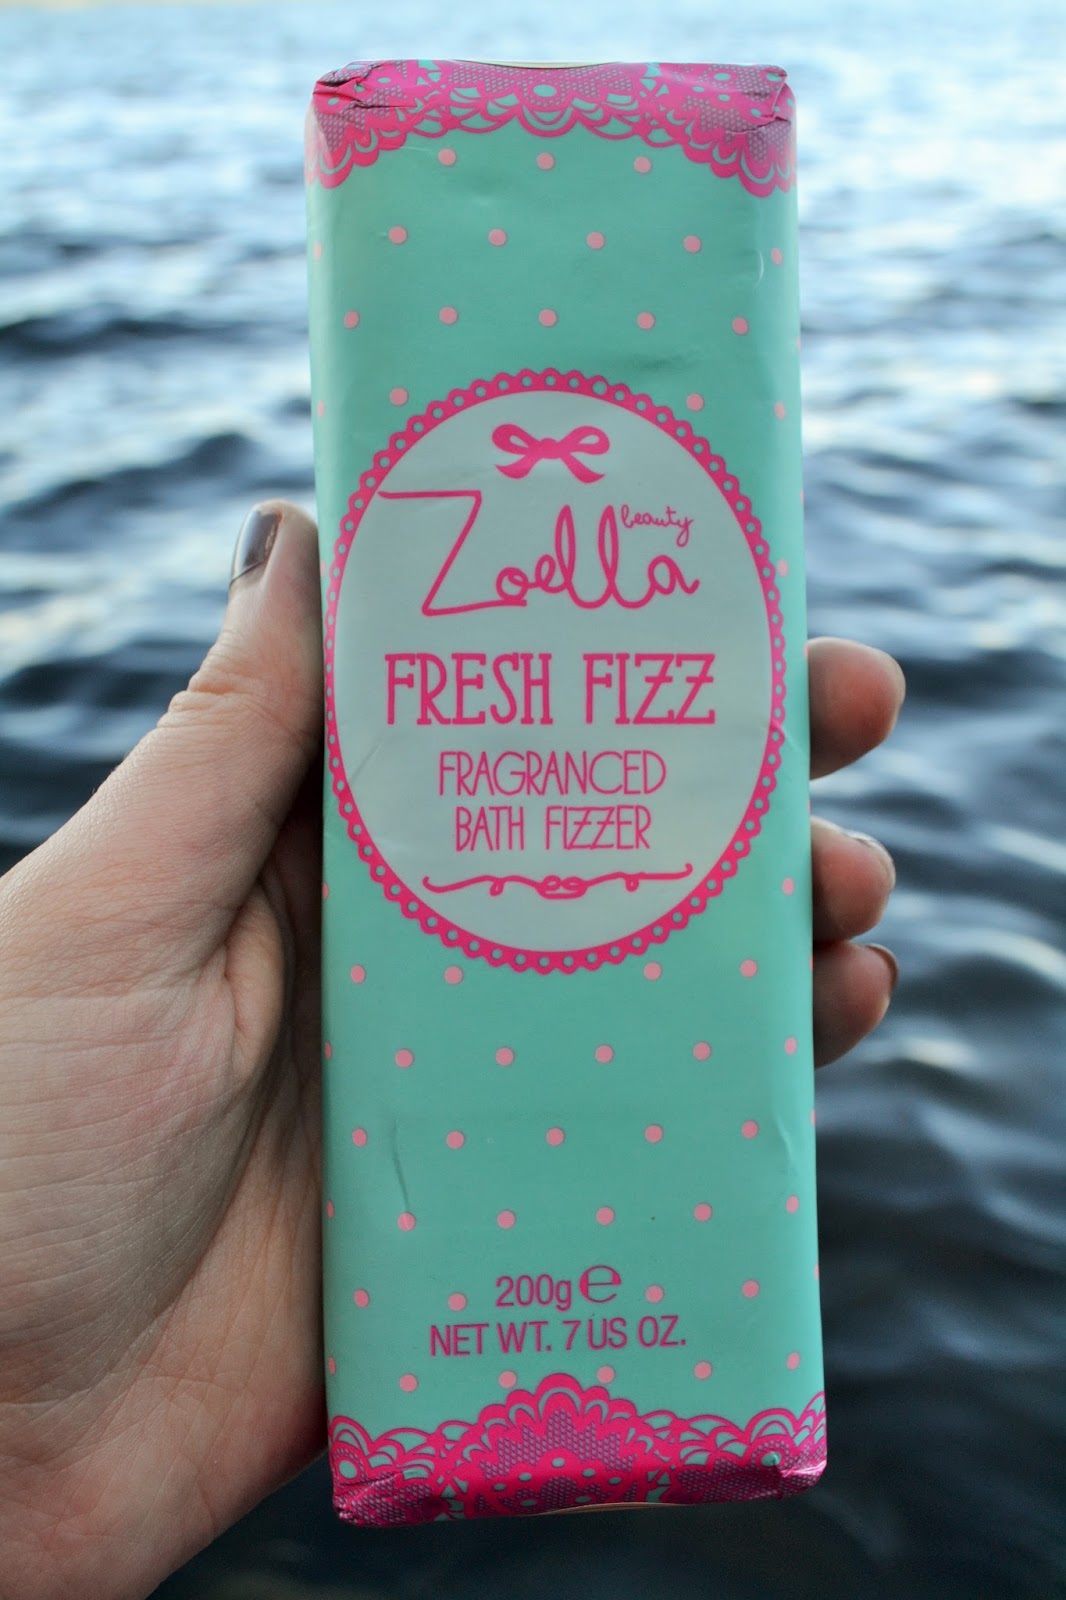 Zoella beauty
FRESH FIZZ
FRAGRANCED
BATH FIZZER
200g ℮
NET WT. 7 US OZ.